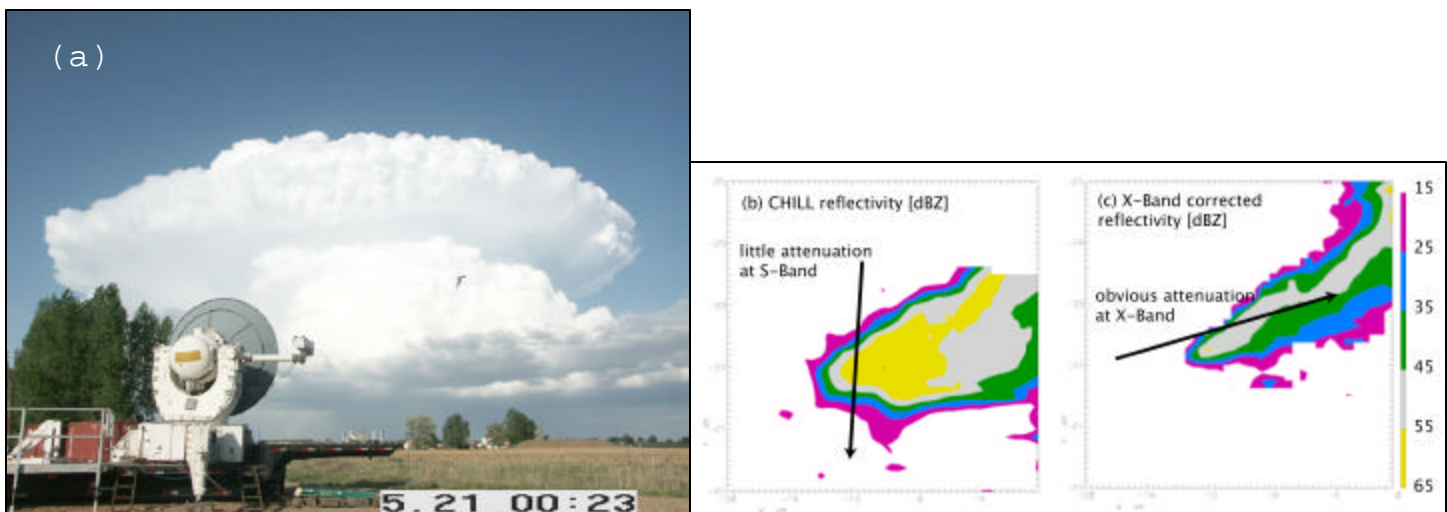 (a)
5.21 00:23
(b) CHILL reflectivity [dBZ]
little attenuation
at S-Band
(c) X-Band corrected
reflectivity [dBZ]
obvious attenuation
at X-Band
15
25
35
45
55
65